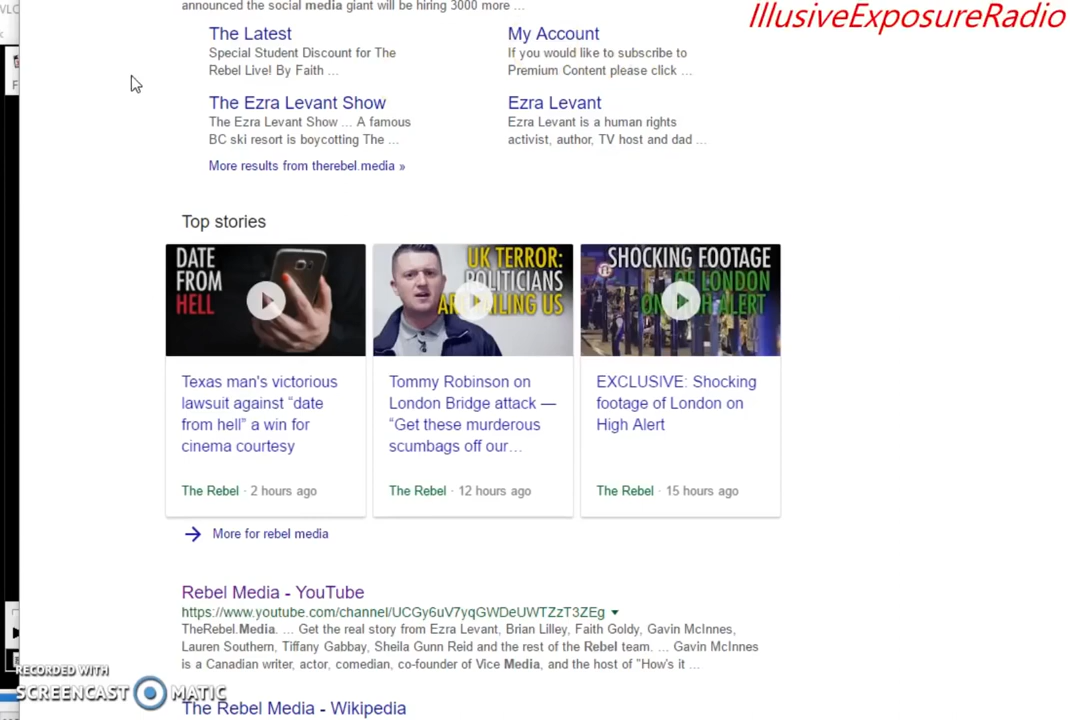 IllusiveExposureRadio
announced the social media giant will be hiring 3000 more ...
The Latest
Special Student Discount for The
Rebel Live! By Faith ...
My Account
If you would like to subscribe to
Premium Content please click ...
The Ezra Levant Show
The Ezra Levant Show ... A famous
BC ski resort is boycotting The ...
Ezra Levant
Ezra Levant is a human rights
activist, author, TV host and dad ...
More results from therebel.media »
Top stories
DATE
FROM
HELL
Texas man's victorious
lawsuit against “date
from hell” a win for
cinema courtesy
The Rebel · 2 hours ago
UK TERROR:
POLITICIANS
US
Tommy Robinson on
London Bridge attack —
“Get these murderous
scumbags off our...
The Rebel · 12 hours ago
SHOCKING FOOTAGE
OF LONDON
ALERT
EXCLUSIVE: Shocking
footage of London on
High Alert
The Rebel · 15 hours ago
More for rebel media
Rebel Media - YouTube
https://www.youtube.com/channel/UCGy6uV7yqGWDeUWTZzT3ZEg
TheRebel.Media. ... Get the real story from Ezra Levant, Brian Lilley, Faith Goldy, Gavin McInnes,
Lauren Southern, Tiffany Gabbay, Sheila Gunn Reid and the rest of the Rebel team. ... Gavin McInnes
is a Canadian writer, actor, comedian, co-founder of Vice Media, and the host of "How's it ...
The Rebel Media - Wikipedia
RECORDED WITH
SCREENCAST MATIC